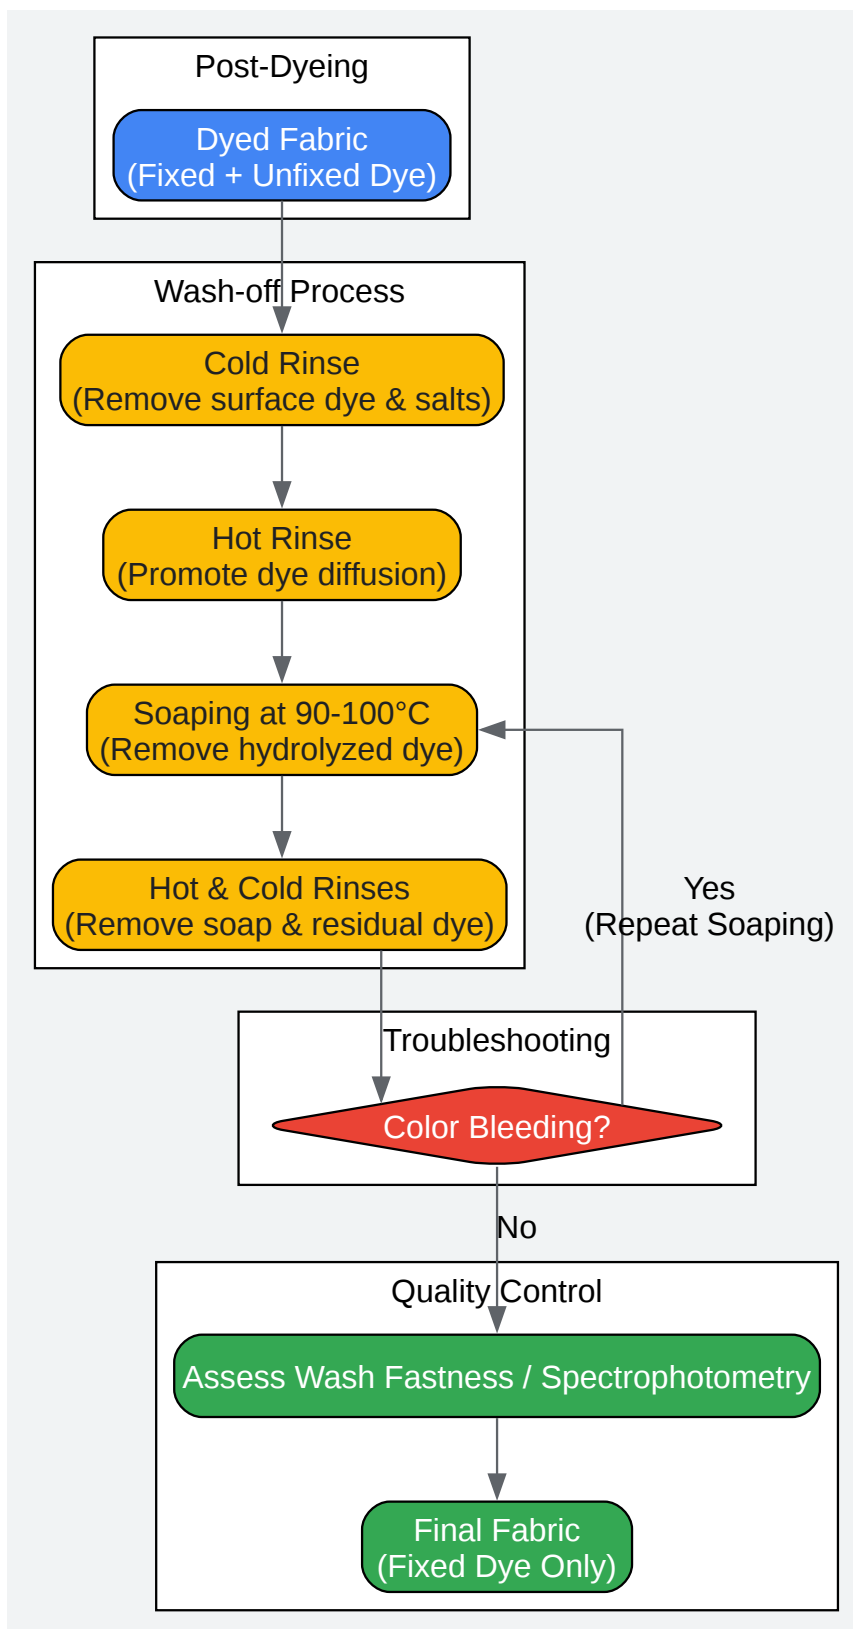 Post-Dyeing
Dyed Fabric
(Fixed + Unfixed Dye)
Wash-off Process
Cold Rinse
(Remove surface dye & salts)
Hot Rinse
(Promote dye diffusion)
Soaping at 90-100°C
(Remove hydrolyzed dye)
Hot & Cold Rinses
(Remove soap & residual dye)
Yes
(Repeat Soaping)
Troubleshooting
Color Bleeding?
No
Quality Control
Assess Wash Fastness / Spectrophotometry
Final Fabric
(Fixed Dye Only)